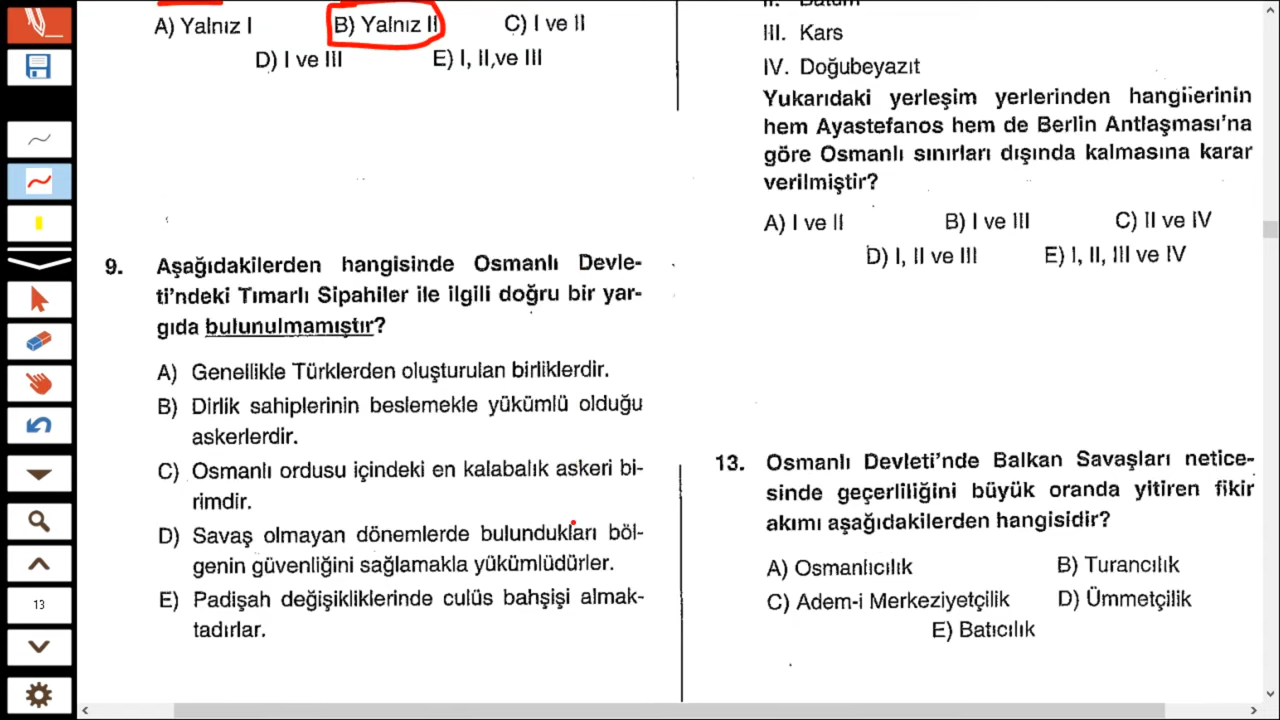 A) Yalnız I
B) Yalnız II
C) I ve II
D) I ve III
E) I, II,ve III
9. Aşağıdakilerden hangisinde Osmanlı Devle-
ti’ndeki Tımarlı Sipahiler ile ilgili doğru bir yar-
gıda bulunulmamıştır?
A) Genellikle Türklerden oluşturulan birliklerdir.
B) Dirlik sahiplerinin beslemekle yükümlü olduğu
askerlerdir.
C) Osmanlı ordusu içindeki en kalabalık askeri bi-
rimdir.
D) Savaş olmayan dönemlerde bulundukları böl-
genin güvenliğini sağlamakla yükümlüdürler.
E) Padişah değişikliklerinde culüs bahşişi almak-
tadırlar.
III. Kars
IV. Doğubeyazıt
Yukarıdaki yerleşim yerlerinden hangilerinin
hem Ayastefanos hem de Berlin Antlaşması’na
göre Osmanlı sınırları dışında kalmasına karar
verilmiştir?
A) I ve II
B) I ve III
C) II ve IV
D) I, II ve III
E) I, II, III ve IV
13. Osmanlı Devleti’nde Balkan Savaşları netice-
sinde geçerliliğini büyük oranda yitiren fikir
akımı aşağıdakilerden hangisidir?
A) Osmanlıcılık
B) Turancılık
C) Adem-i Merkeziyetçilik
D) Ümmetçilik
E) Batıcılık
13